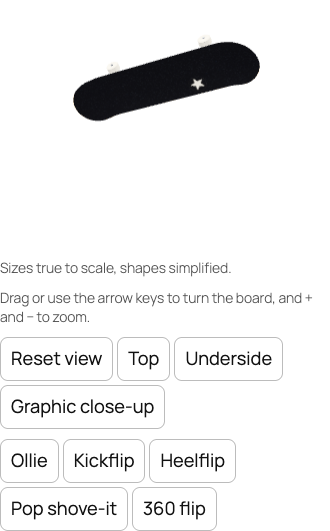 Sizes true to scale, shapes simplified.
Drag or use the arrow keys to turn the board, and +
and − to zoom.
Reset view
Top
Underside
Graphic close-up
Ollie
Kickflip
Heelflip
Pop shove-it
360 flip